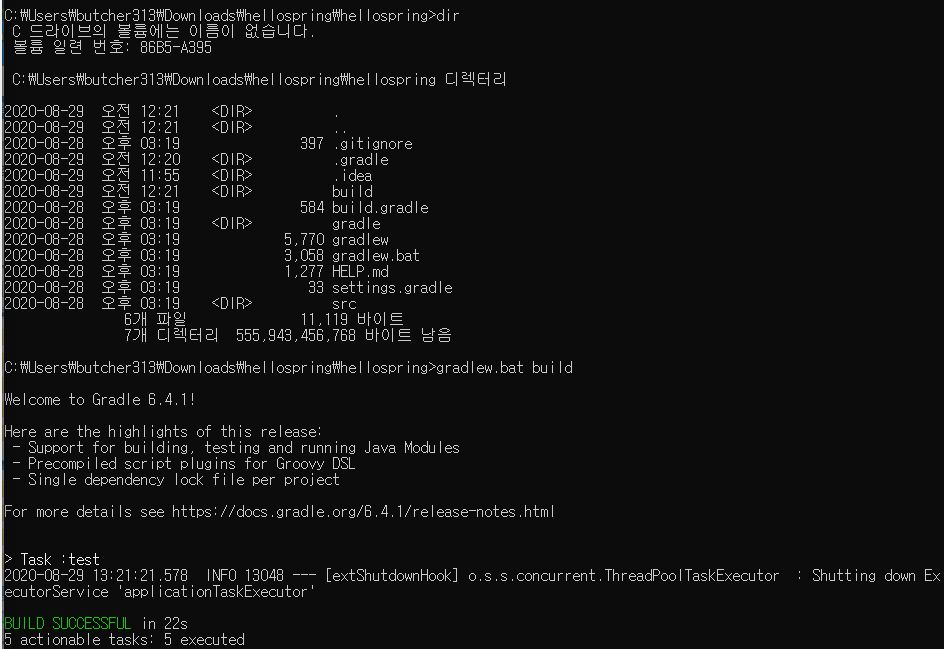 C:₩Users₩butcher313₩Downloads₩hellospring₩hellospring>dir
C 드라이브의 볼륨에는 이름이 없습니다.
볼륨 일련 번호: 86B5-A395
C:₩Users₩butcher313₩Downloads₩hellospring₩hellospring 디렉터리
2020-08-29 오전 12:21 <DIR> .
2020-08-29 오전 12:21 <DIR> ..
2020-08-28 오후 03:19 397 .gitignore
2020-08-29 오전 12:20 <DIR> .gradle
2020-08-29 오전 11:55 <DIR> .idea
2020-08-29 오전 12:21 <DIR> build
2020-08-28 오후 03:19 584 build.gradle
2020-08-28 오후 03:19 <DIR> gradle
2020-08-28 오후 03:19 5,770 gradlew
2020-08-28 오후 03:19 3,058 gradlew.bat
2020-08-28 오후 03:19 1,277 HELP.md
2020-08-28 오후 03:19 33 settings.gradle
2020-08-28 오후 03:19 <DIR> src
6개 파일 11,119 바이트
7개 디렉터리 555,943,456,768 바이트 남음
C:₩Users₩butcher313₩Downloads₩hellospring₩hellospring>gradlew.bat build
Welcome to Gradle 6.4.1!
Here are the highlights of this release:
- Support for building, testing and running Java Modules
- Precompiled script plugins for Groovy DSL
- Single dependency lock file per project
For more details see https://docs.gradle.org/6.4.1/release-notes.html
> Task :test
2020-08-29 13:21:21.578 INFO 13048 --- [extShutdownHook] o.s.s.concurrent.ThreadPoolTaskExecutor : Shutting down Ex
ecutorService 'applicationTaskExecutor'
BUILD SUCCESSFUL in 22s
5 actionable tasks: 5 executed